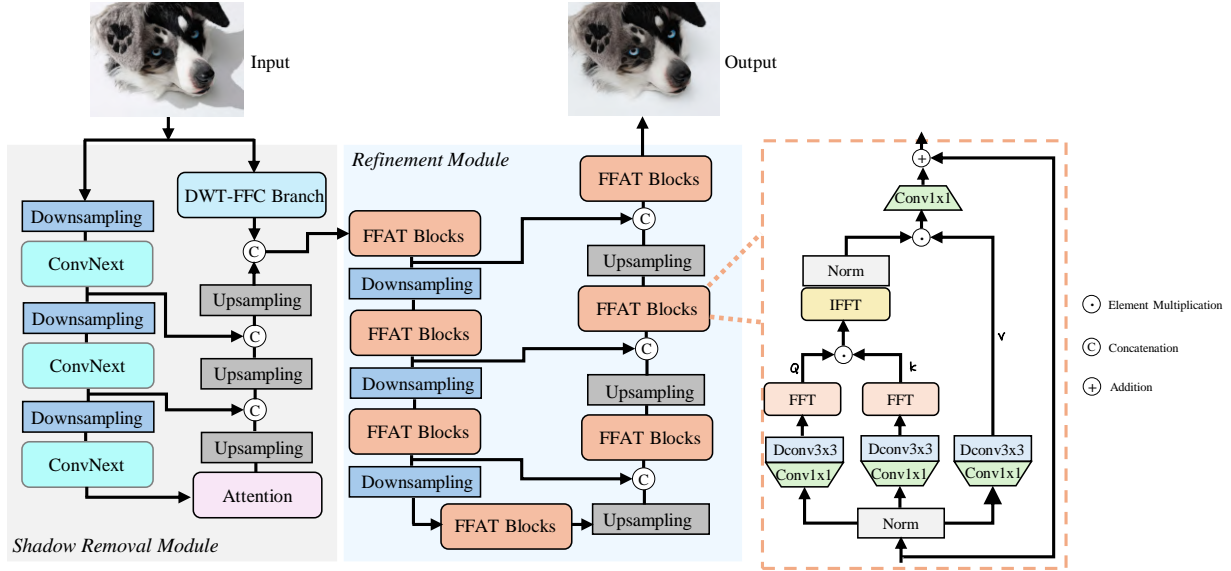 Input
Output
Shadow Removal Module
Downsampling
ConvNext
Downsampling
ConvNext
Downsampling
ConvNext
DWT-FFC Branch
C
Upsampling
C
Upsampling
C
Upsampling
Attention
Refinement Module
FFAT Blocks
Downsampling
FFAT Blocks
Downsampling
FFAT Blocks
Downsampling
FFAT Blocks
FFAT Blocks
C
Upsampling
FFAT Blocks
C
Upsampling
FFAT Blocks
C
Upsampling
Conv1x1
Norm
IFFT
Q
k
v
FFT
FFT
Dconv3x3
Dconv3x3
Dconv3x3
Conv1x1
Conv1x1
Conv1x1
Norm
Element Multiplication
C Concatenation
+ Addition